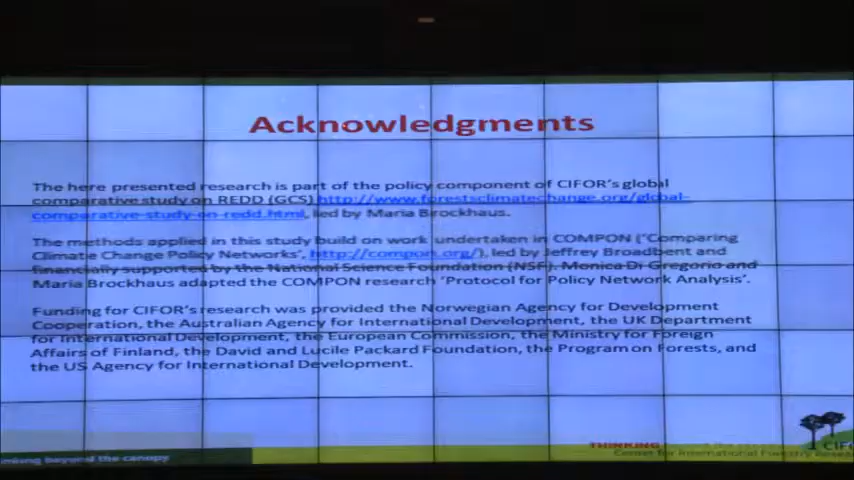 Acknowledgments
The here presented research is part of the policy component of CIFOR's global
comparative study on REDD (GCS) http://www.forestsclimatechange.org/global-
comparative-study-on-redd.html, led by Maria Brockhaus.
The methods applied in this study build on work undertaken in COMPON ('Comparing
Climate Change Policy Networks', http://compon.org/), led by Jeffrey Broadbent and
financially supported by the National Science Foundation (NSF). Monica Di Gregorio and
Maria Brockhaus adapted the COMPON research 'Protocol for Policy Network Analysis'.
Funding for CIFOR's research was provided the Norwegian Agency for Development
Cooperation, the Australian Agency for International Development, the UK Department
for International Development, the European Commission, the Ministry for Foreign
Affairs of Finland, the David and Lucile Packard Foundation, the Program on Forests, and
the US Agency for International Development.
THINKING
CIFO
Center for International Forestry Resea
beyond the canopy